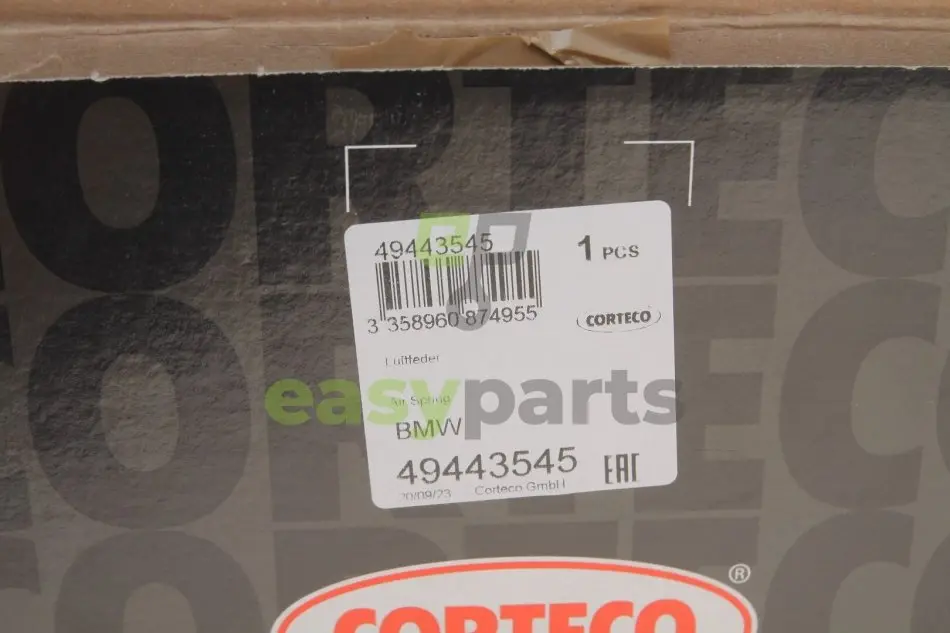 49443545
1 PCS
3 358960 874955
CORTECO
Luftfeder
Air Spring
easyparts
BMW
49443545
EAC
20/09/23 Corteco GmbH
CORTECO ®